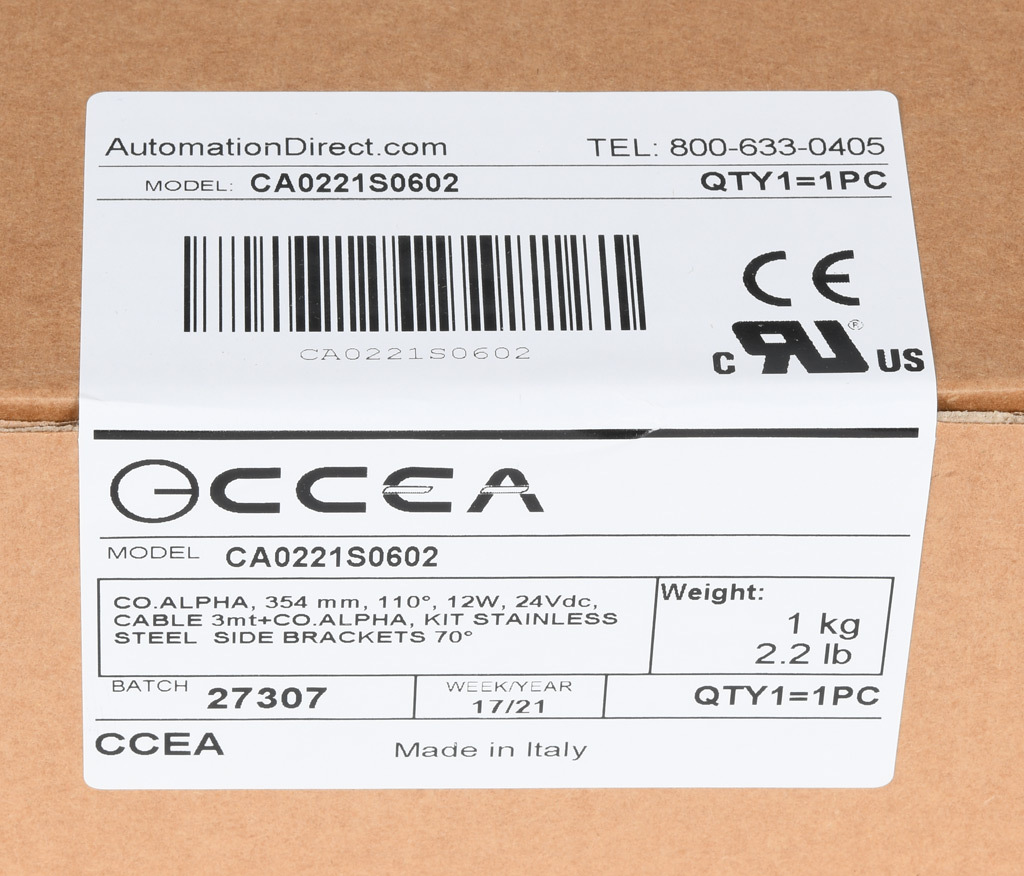 AutomationDirect.com TEL: 800-633-0405
MODEL: CA0221S0602 QTY1=1PC
CA0221S0602
CE
C RU® US
CCEA
MODEL CA0221S0602
CO.ALPHA, 354 mm, 110°, 12W, 24Vdc,
CABLE 3mt+CO.ALPHA, KIT STAINLESS
STEEL SIDE BRACKETS 70°
Weight:
1 kg
2.2 lb
BATCH 27307 WEEK/YEAR
17/21
QTY1=1PC
CCEA Made in Italy